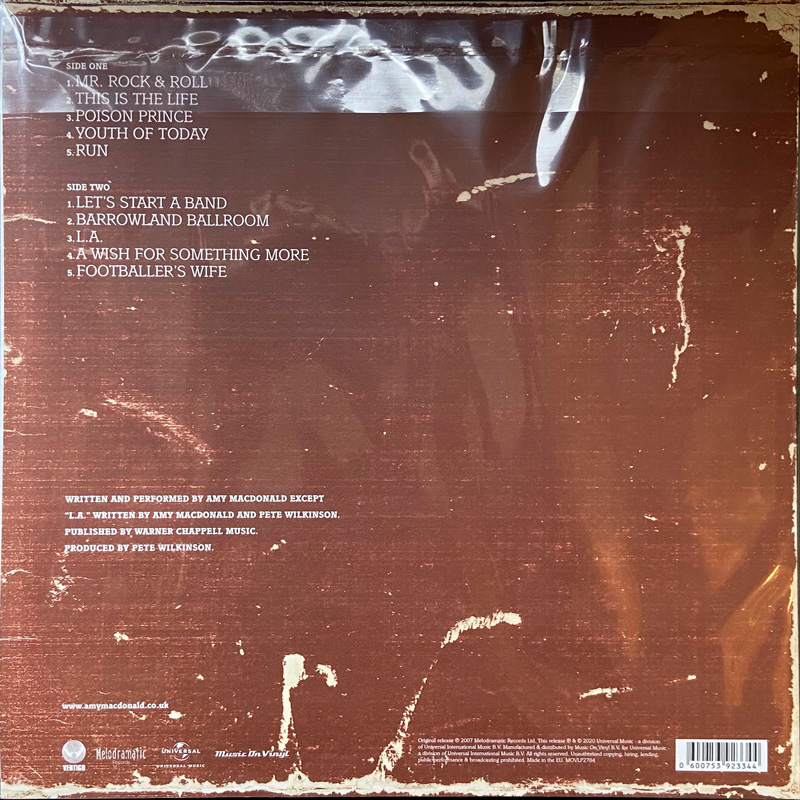 SIDE ONE
1. MR. ROCK & ROLL
2. THIS IS THE LIFE
3. POISON PRINCE
4. YOUTH OF TODAY
5. RUN
SIDE TWO
1. LET'S START A BAND
2. BARROWLAND BALLROOM
3. L.A.
4. A WISH FOR SOMETHING MORE
5. FOOTBALLER'S WIFE
WRITTEN AND PERFORMED BY AMY MACDONALD EXCEPT
"L.A." WRITTEN BY AMY MACDONALD AND PETE WILKINSON.
PUBLISHED BY WARNER CHAPPELL MUSIC.
PRODUCED BY PETE WILKINSON.
www.amymacdonald.co.uk
VERTIGO
Melodramatic
Records
UNIVERSAL
UNIVERSAL MUSIC
Music On Vinyl
Original release ℗ 2007 Melodramatic Records Ltd. This release ℗ & © 2020 Universal Music - a division
of Universal International Music B.V. Manufactured & distributed by Music On Vinyl B.V. for Universal Music
a division of Universal International Music B.V. All rights reserved. Unauthorised copying, hiring, lending,
public performance & broadcasting prohibited. Made in the EU. MOVLP2784
0 600753 923344